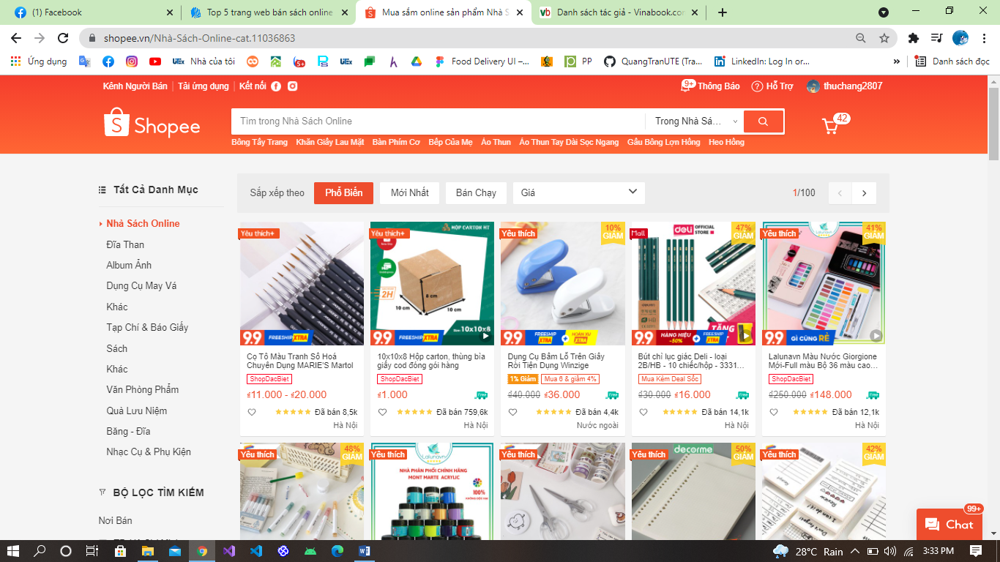 (1) Facebook
Top 5 trang web bán sách online
Mua sắm online sản phẩm Nhà S
Danh sách tác giả - Vinabook.co
shopee.vn/Nhà-Sách-Online-cat.11036863
Ứng dụng
Nhà của tôi
Food Delivery UI –...
PP
QuangTranUTE (Tra...
LinkedIn: Log In or...
»
Danh sách đọc
Kênh Người Bán
Tải ứng dụng
Kết nối
9+
Thông Báo
Hỗ Trợ
thuchang2807
Shopee
Tìm trong Nhà Sách Online
Trong Nhà Sá...
42
Bông Tẩy Trang Khăn Giấy Lau Mặt Bàn Phím Cơ Bếp Của Mẹ Áo Thun Áo Thun Tay Dài Sọc Ngang Gấu Bông Lợn Hồng Heo Hồng
Tất Cả Danh Mục
Nhà Sách Online
Đĩa Than
Album Ảnh
Dụng Cụ May Vá
Khác
Tạp Chí & Báo Giấy
Sách
Khác
Văn Phòng Phẩm
Quà Lưu Niệm
Băng - Đĩa
Nhạc Cụ & Phụ Kiện
BỘ LỌC TÌM KIẾM
Nơi Bán
Sắp xếp theo
Phổ Biến
Mới Nhất
Bán Chạy
Giá
1/100
Yêu thích+
9.9 FREESHIP XTRA
Cọ Tô Màu Tranh Số Hoá
Chuyên Dụng MARIE'S Martol
ShopDacBiet
₫11.000 - ₫20.000
Đã bán 8,5k
Hà Nội
Yêu thích+
HỘP CARTON HT
2H
8 cm
10 cm
10 cm
Size: 10x10x8
9.9 FREESHIP XTRA
10x10x8 Hộp carton, thùng bìa
giấy cod đóng gói hàng
ShopDacBiet
₫1.000
Đã bán 759,6k
Hà Nội
Yêu thích
10%
GIẢM
9.9 FREESHIP XTRA + HOÀN XU XTRA
Dụng Cụ Bấm Lỗ Trên Giấy
Rời Tiện Dụng Winzige
1% Giảm
Mua 6 & giảm 4%
₫40.000 ₫36.000
Đã bán 4,4k
Nước ngoài
Mall
deli
OFFICIAL
STORE
47%
GIẢM
TẶNG
9.9 HÀNG HIỆU -50% + FREESHIP XTRA
Bút chì lục giác Deli - loại
2B/HB - 10 chiếc/hộp - 3331...
Mua Kèm Deal Sốc
₫30.000 ₫16.000
Đã bán 14,1k
Hà Nội
Yêu thích
Lalunavn
41%
GIẢM
9.9 GÌ CŨNG RẺ
Lalunavn Màu Nước Giorgione
Mới-Full màu Bộ 36 màu cao...
ShopDacBiet
₫250.000 ₫148.000
Đã bán 12,1k
Hà Nội
Yêu thích
48%
GIẢM
Yêu thích
Lalunavn
NHÀ PHÂN PHỐI CHÍNH HÃNG
MONT MARTE ACRYLIC
100%
Yêu thích
Yêu thích
decorme
50%
GIẢM
Yêu thích
42%
GIẢM
99+
Chat
28°C Rain
3:33 PM